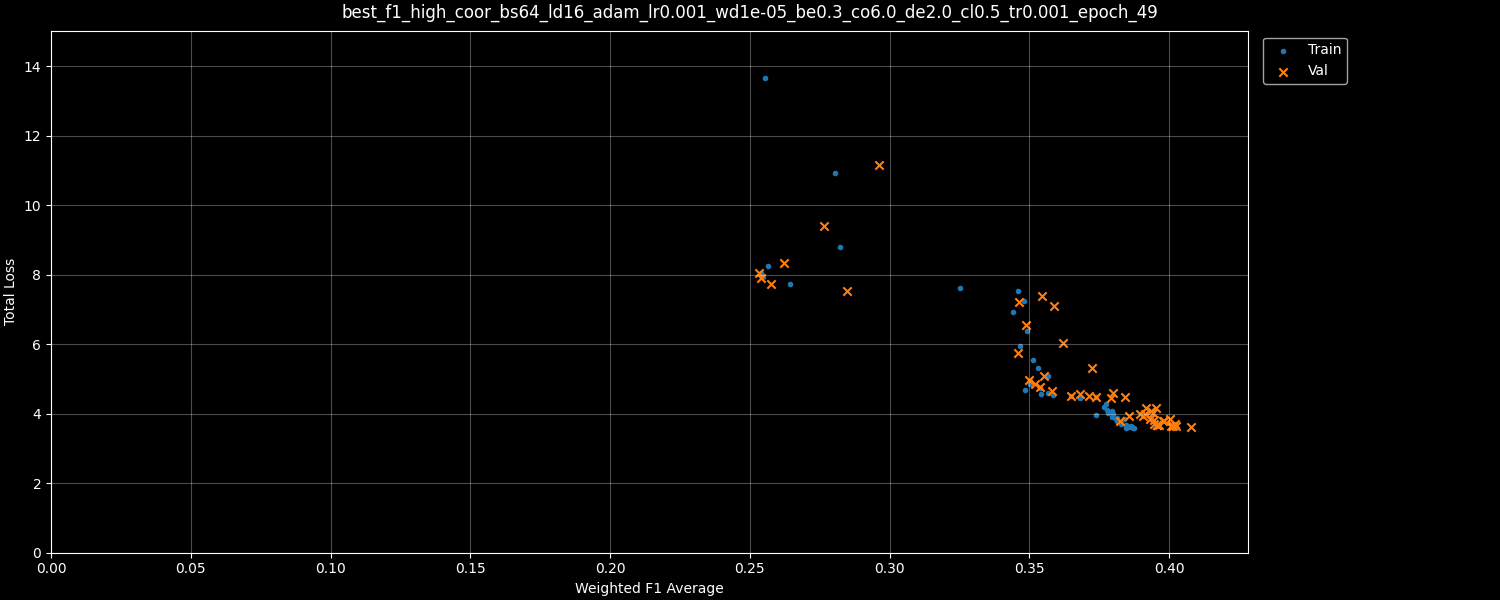 best_f1_high_coor_bs64_ld16_adam_lr0.001_wd1e-05_be0.3_co6.0_de2.0_cl0.5_tr0.001_epoch_49
Train
Val
14
12
10
8
6
4
2
0
Total Loss
0.00 0.05 0.10 0.15 0.20 0.25 0.30 0.35 0.40
Weighted F1 Average